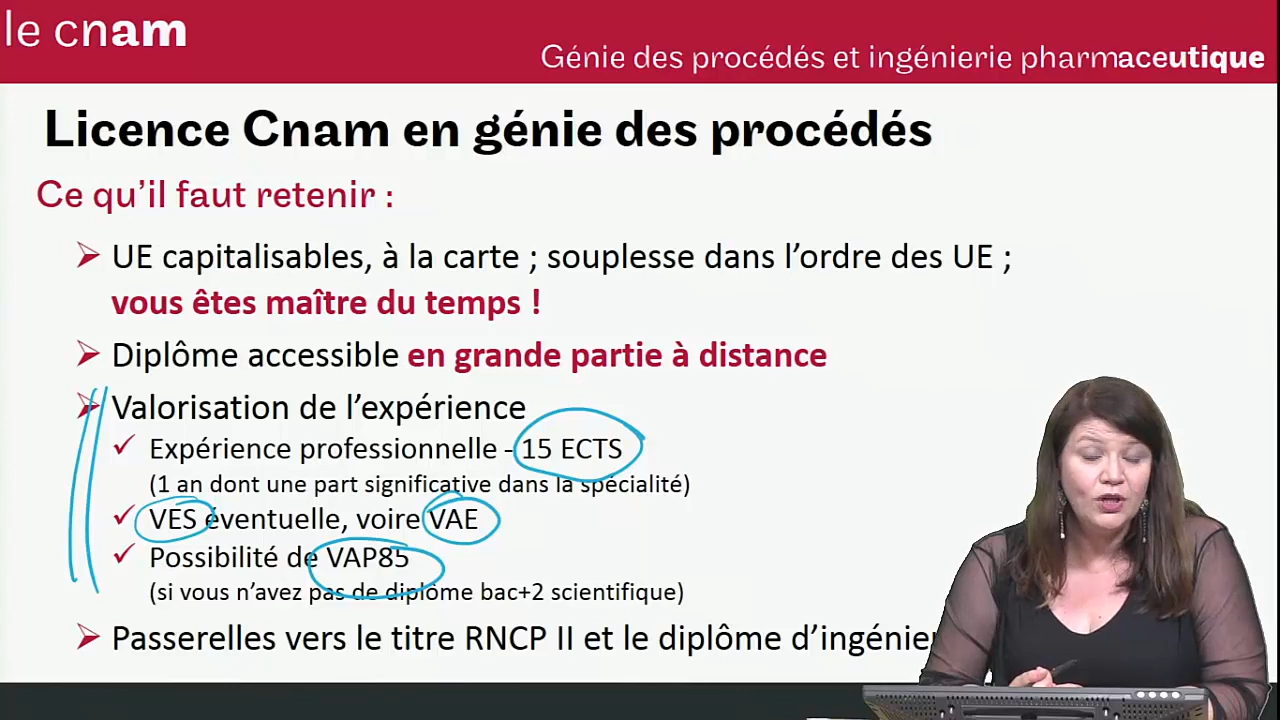 le cnam
Génie des procédés et ingénierie pharmaceutique
Licence Cnam en génie des procédés
Ce qu'il faut retenir :
UE capitalisables, à la carte ; souplesse dans l'ordre des UE ;
vous êtes maître du temps !
Diplôme accessible en grande partie à distance
Valorisation de l'expérience
Expérience professionnelle - 15 ECTS
(1 an dont une part significative dans la spécialité)
VES éventuelle, voire VAE
Possibilité de VAP85
(si vous n'avez pas de diplôme bac+2 scientifique)
Passerelles vers le titre RNCP II et le diplôme